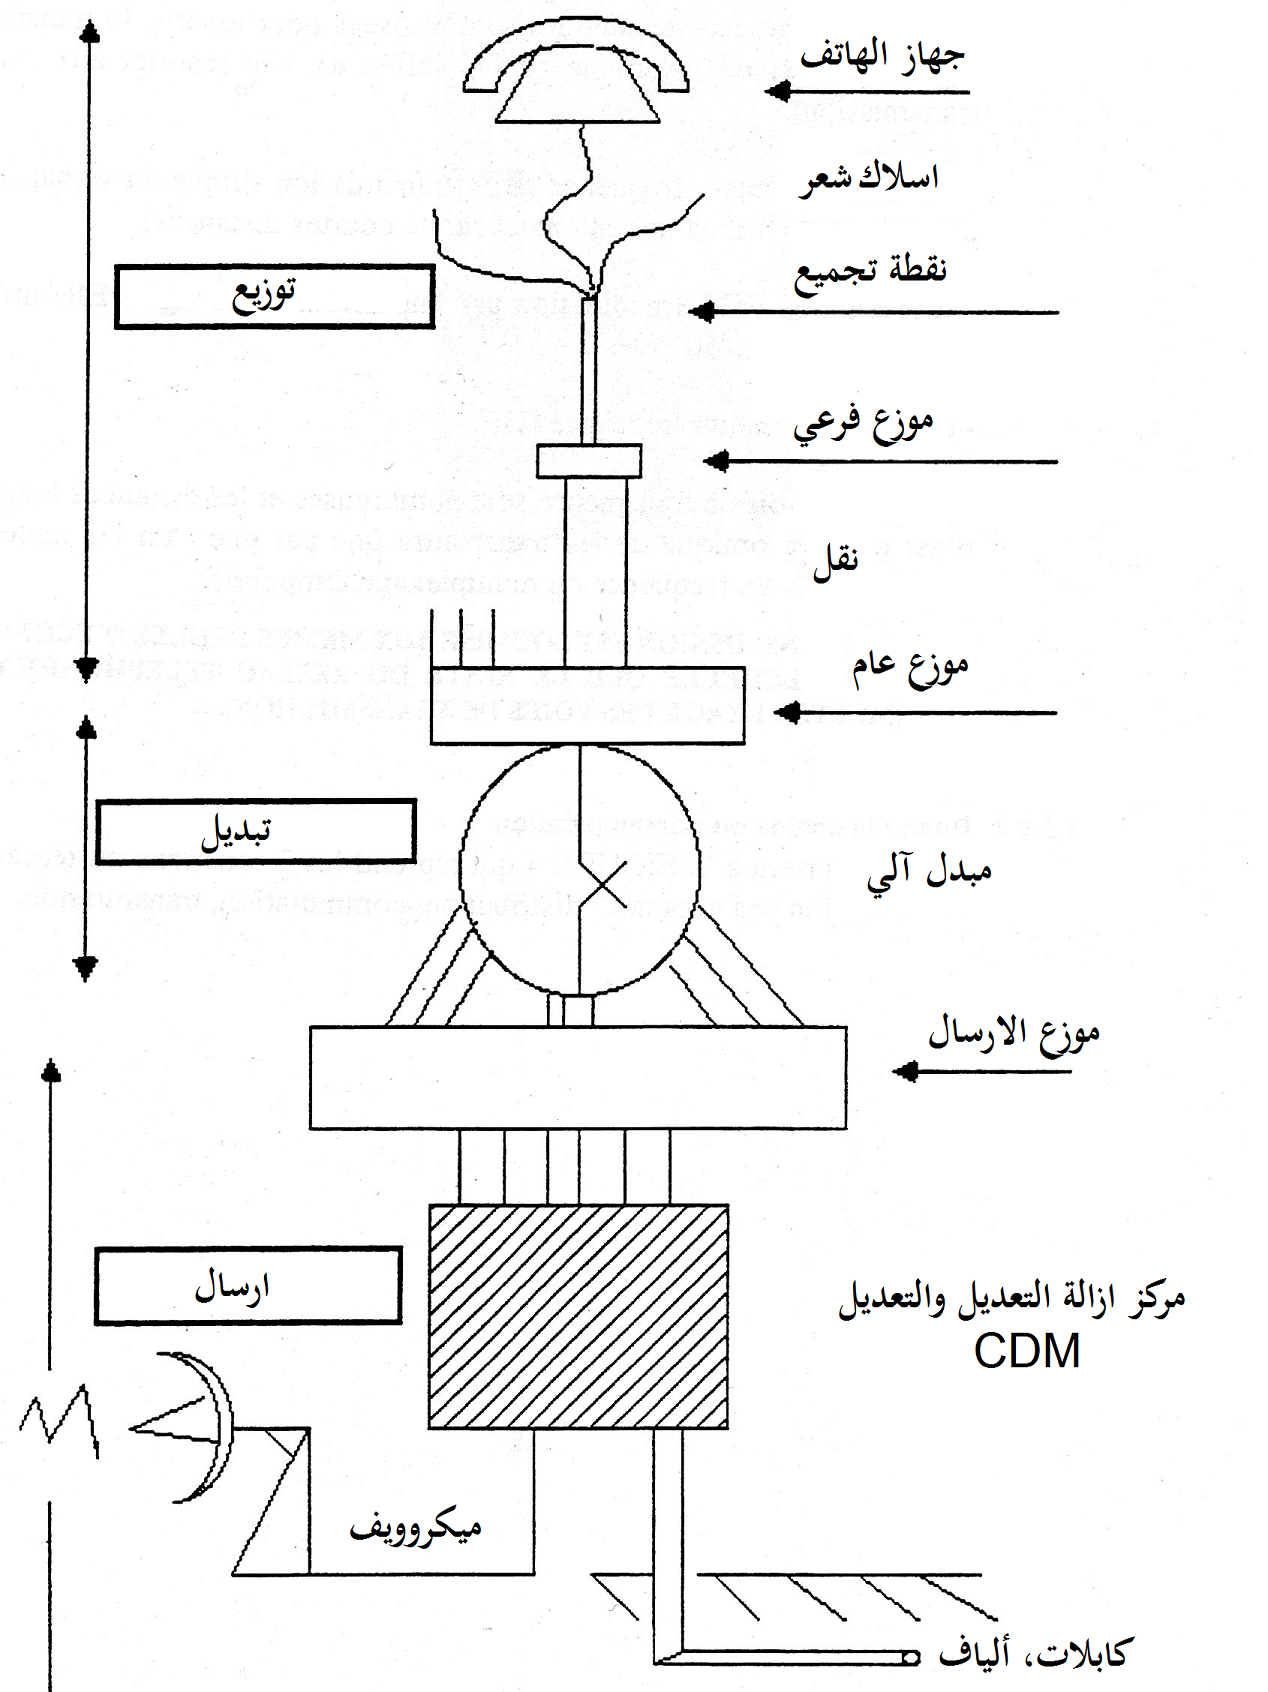 جهاز الهاتف
اسلاك شعر
نقطة تجميع
توزيع
موزع فرعي
نقل
موزع عام
تبديل
مبدل آلي
موزع الارسال
ارسال
مركز ازالة التعديل والتعديل
CDM
ميكروويف
كابلات، ألياف